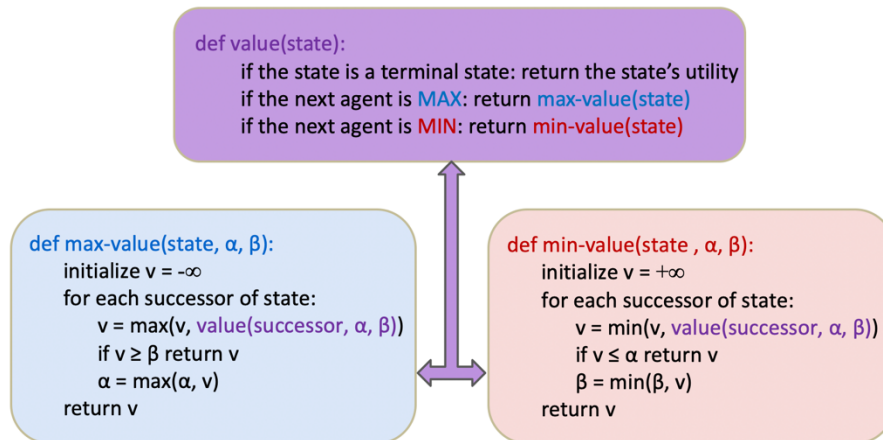 def value(state):
if the state is a terminal state: return the state's utility
if the next agent is MAX: return max-value(state)
if the next agent is MIN: return min-value(state)
def max-value(state, α, β):
initialize v = -∞
for each successor of state:
v = max(v, value(successor, α, β))
if v ≥ β return v
α = max(α, v)
return v
def min-value(state , α, β):
initialize v = +∞
for each successor of state:
v = min(v, value(successor, α, β))
if v ≤ α return v
β = min(β, v)
return v